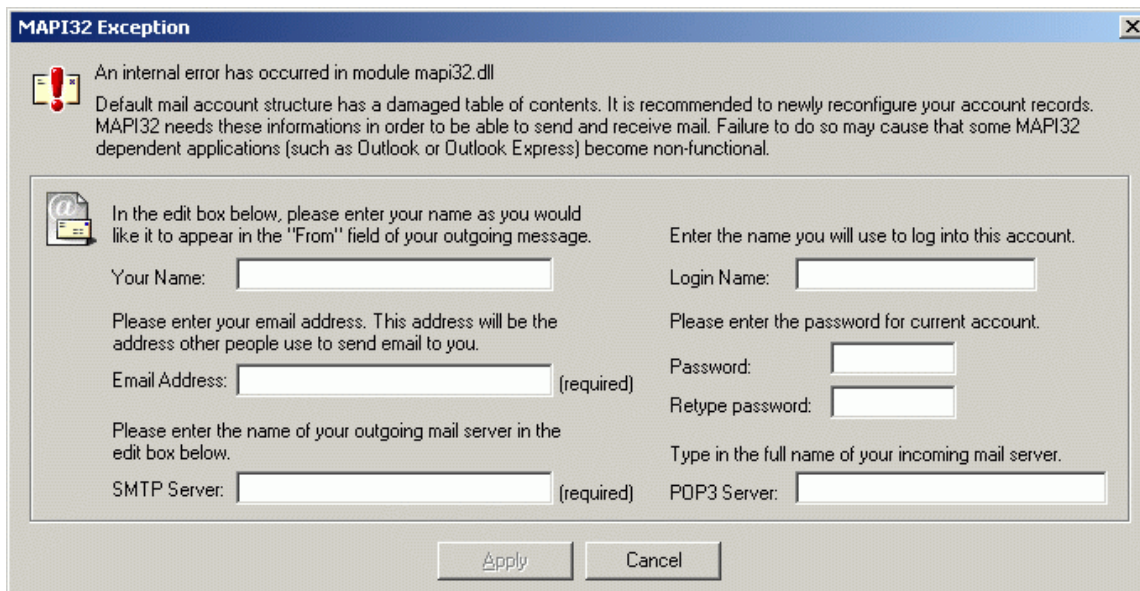 MAPI32 Exception
An internal error has occurred in module mapi32.dll
Default mail account structure has a damaged table of contents. It is recommended to newly reconfigure your account records.
MAPI32 needs these informations in order to be able to send and receive mail. Failure to do so may cause that some MAPI32
dependent applications (such as Outlook or Outlook Express) become non-functional.
In the edit box below, please enter your name as you would
like it to appear in the "From" field of your outgoing message.
Your Name:
Please enter your email address. This address will be the
address other people use to send email to you.
Email Address: (required)
Please enter the name of your outgoing mail server in the
edit box below.
SMTP Server: (required)
Enter the name you will use to log into this account.
Login Name:
Please enter the password for current account.
Password:
Retype password:
Type in the full name of your incoming mail server.
POP3 Server:
Apply
Cancel